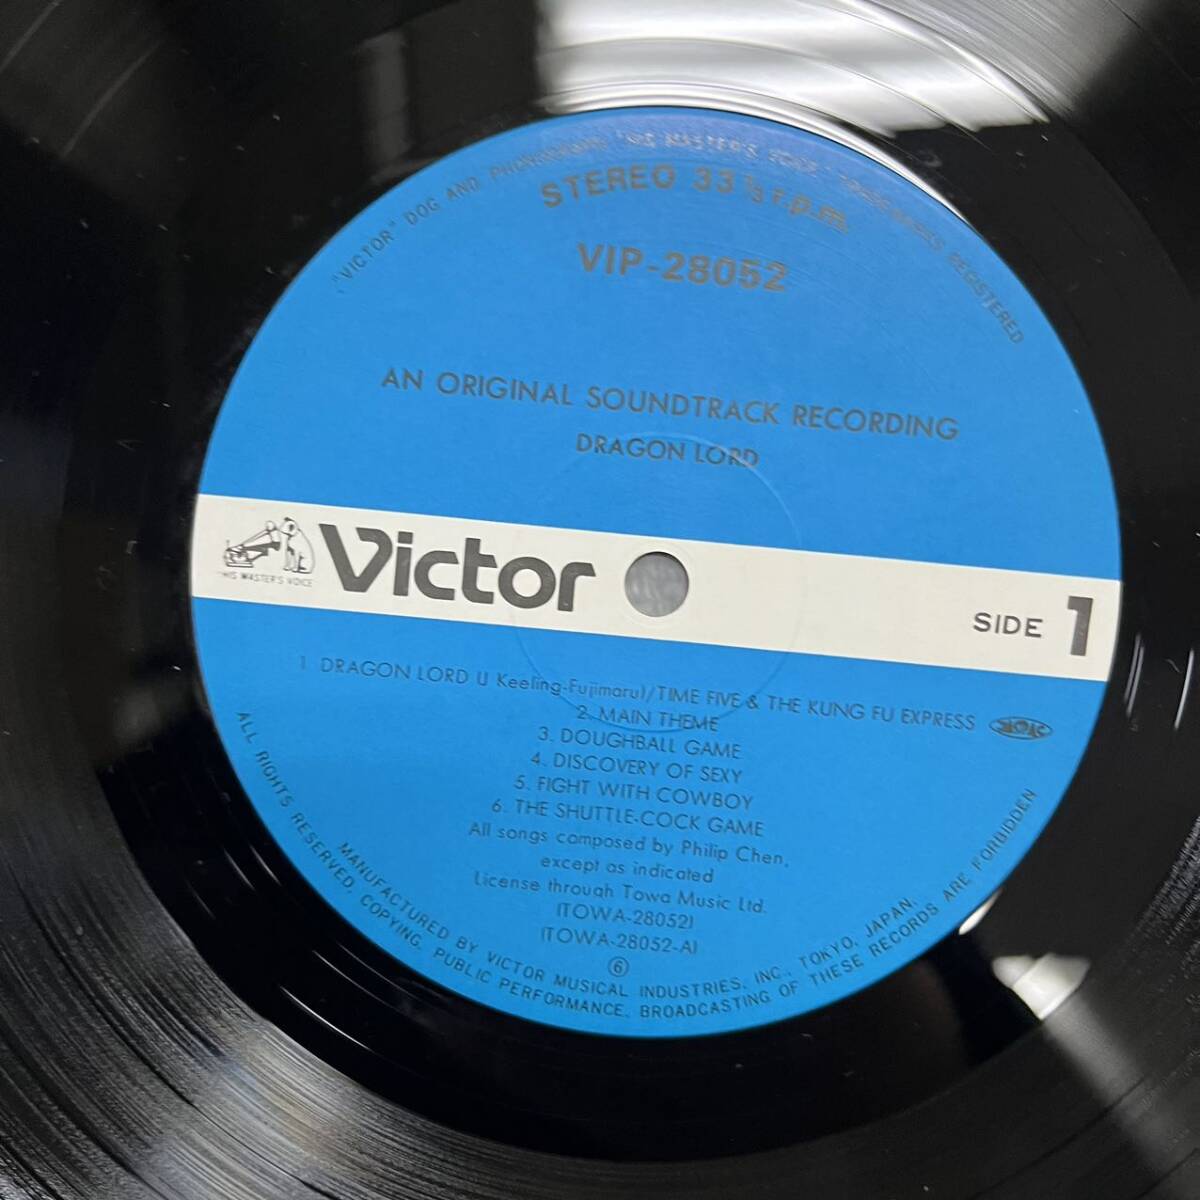 "VICTOR" DOG AND PHONOGRAPH "HIS MASTER'S VOICE" TRADEMARKS REGISTERED
STEREO 33 1/3 r.p.m.
VIP-28052
AN ORIGINAL SOUNDTRACK RECORDING
DRAGON LORD
"HIS MASTER'S VOICE"
Victor
SIDE 1
1. DRAGON LORD (J Keeling-Fujimaru)/TIME FIVE & THE KUNG FU EXPRESS
2. MAIN THEME
3. DOUGHBALL GAME
4. DISCOVERY OF SEXY
5. FIGHT WITH COWBOY
6. THE SHUTTLE-COCK GAME
All songs composed by Philip Chen,
except as indicated
License through Towa Music Ltd.
(TOWA-28052)
(TOWA-28052-A)
⑥
MANUFACTURED BY VICTOR MUSICAL INDUSTRIES, INC., TOKYO, JAPAN.
ALL RIGHTS RESERVED. COPYING, PUBLIC PERFORMANCE, BROADCASTING OF THESE RECORDS ARE FORBIDDEN